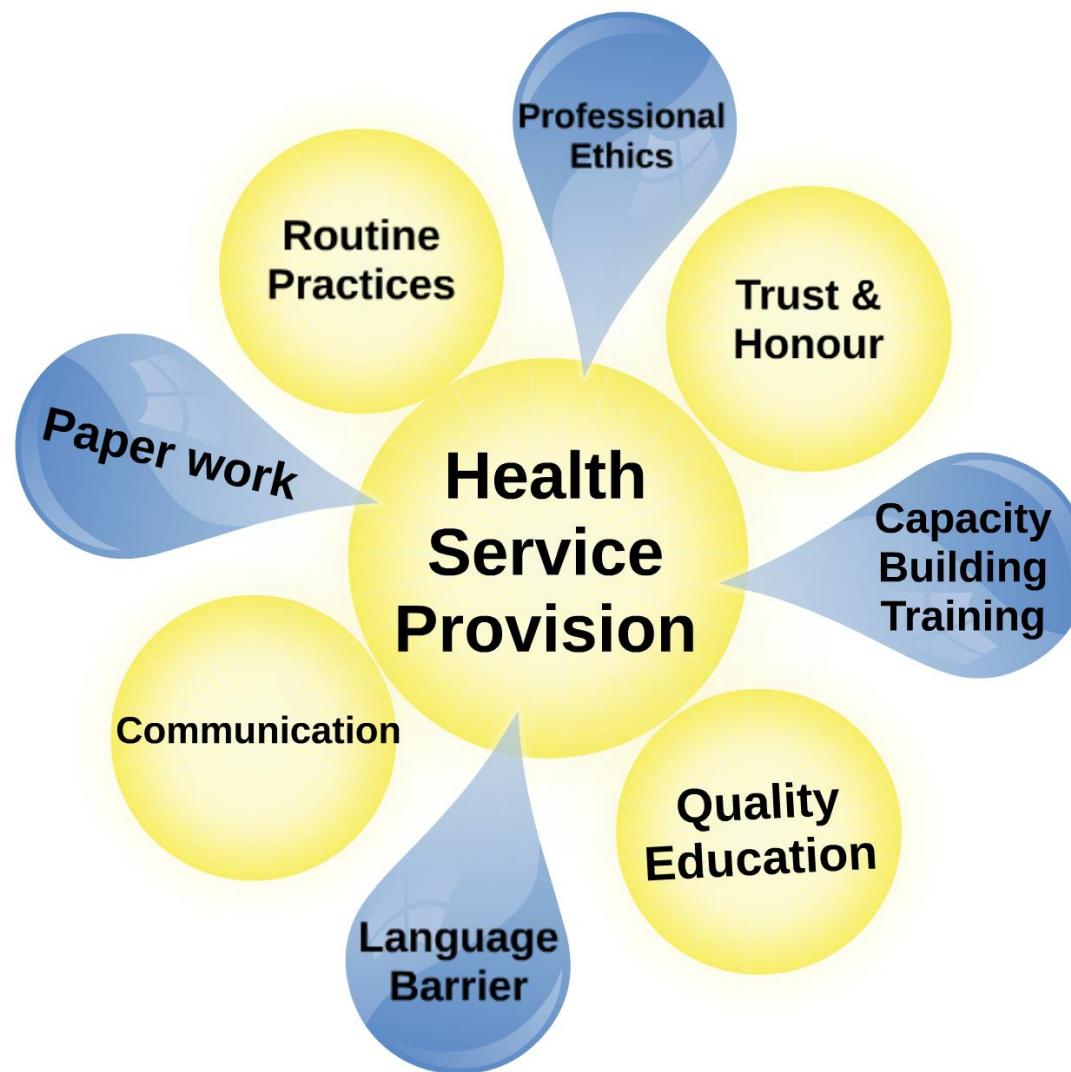 Professional
Ethics
Routine
Practices
Trust &
Honour
Paper work
Health
Service
Provision
Capacity
Building
Training
Communication
Quality
Education
Language
Barrier